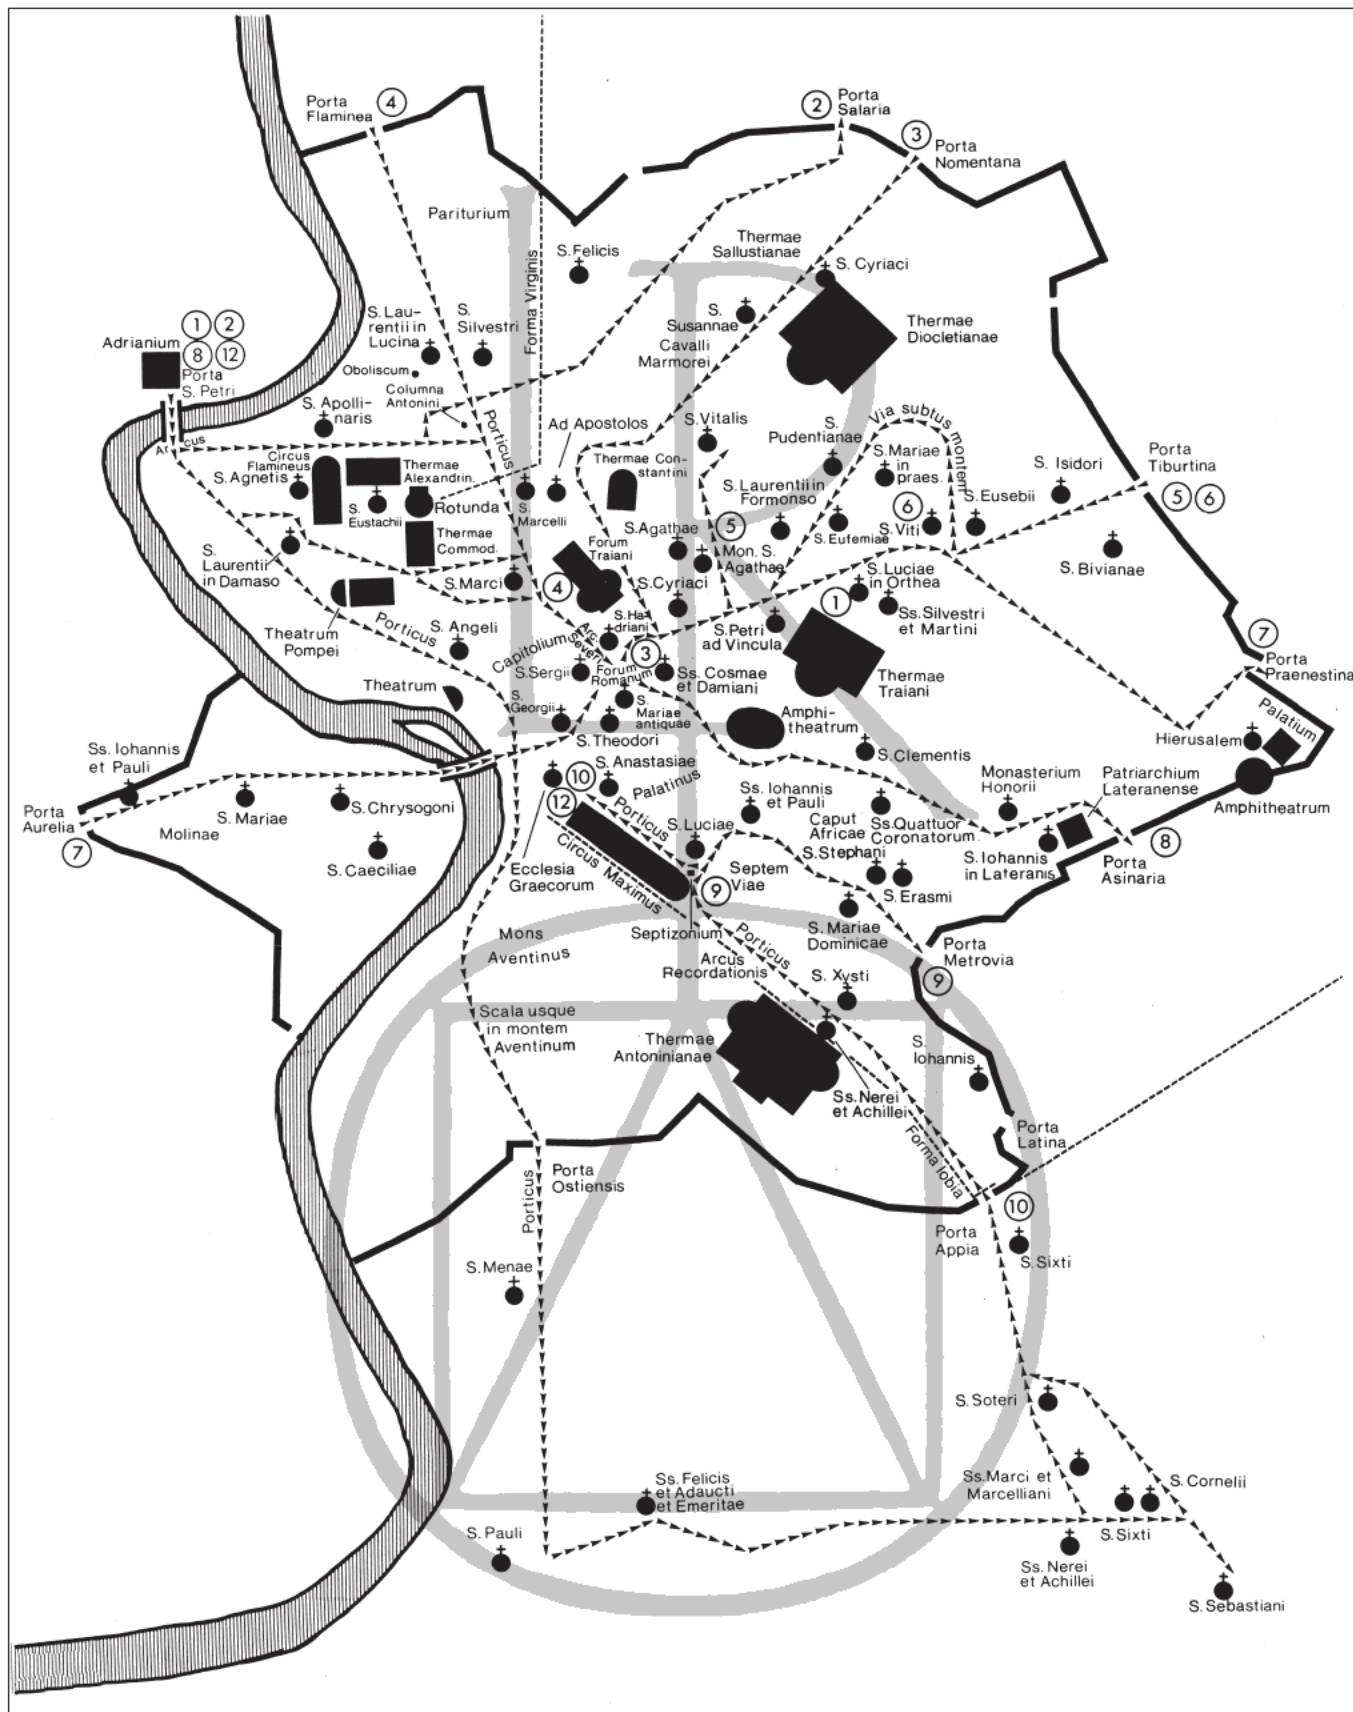 Porta
Flaminea
4
2
Porta
Salaria
3
Porta
Nomentana
Pariturium
Forma Virginis
S. Felicis
Thermae
Sallustianae
S. Cyriaci
S. Lau-
rentii in
Lucina
S.
Silvestri
S.
Susannae
Cavalli
Marmorei
Thermae
Diocletianae
1
2
8
12
Adrianium
Porta
S. Petri
Oboliscum
Columna
Antonini
S. Apolli-
naris
Arcus
Porticus
Ad Apostolos
S. Vitalis
S.
Pudentianae
Via subtus montem
S. Mariae
in
praes.
S. Isidori
Porta
Tiburtina
5
6
Circus
Flamineus
S. Agnetis
Thermae
Alexandrin.
S.
Eustachii
Rotunda
S.
Marcelli
Thermae Con-
stantini
S. Laurentii in
Formonso
5
6
S. Eusebii
S. Viti
S. Eufemiae
S. Agathae
Mon. S.
Agathae
S. Bivianae
S.
Laurentii
in Damaso
Thermae
Commod.
Forum
Traiani
S. Marci
4
S. Cyriaci
S. Luciae
in Orthea
1
Ss. Silvestri
et Martini
Theatrum
Pompei
Porticus
S. Angeli
Capitolium
Arc.
Severi
S. Ha-
driani
3
S. Petri
ad Vincula
Thermae
Traiani
7
Porta
Praenestina
Theatrum
S. Sergii
Forum
Romanum
Ss. Cosmae
et Damiani
S.
Georgii
S.
Mariae
antiquae
S. Theodori
Amphi-
theatrum
S. Clementis
Hierusalem
Palatium
Amphitheatrum
Ss. Iohannis
et Pauli
Porta
Aurelia
7
Molinae
S. Mariae
S. Chrysogoni
S. Caeciliae
10
12
S. Anastasiae
Palatinus
Porticus
Circus Maximus
Ecclesia
Graecorum
S. Luciae
Ss. Iohannis
et Pauli
Caput
Africae
Ss. Quattuor
Coronatorum
Monasterium
Honorii
Patriarchium
Lateranense
8
Porta
Asinaria
S. Iohannis
in Lateranis
S. Stephani
S. Erasmi
Septem
Viae
9
Septizonium
S. Mariae
Dominicae
Porta
Metrovia
9
Mons
Aventinus
Arcus
Recordationis
Porticus
S. Xysti
Scala usque
in montem
Aventinum
Thermae
Antoninianae
Ss. Nerei
et Achillei
S.
Iohannis
Porta
Latina
Forma Iobia
Porticus
Porta
Ostiensis
10
Porta
Appia
S. Sixti
S. Menae
S. Soteri
Ss. Marci et
Marcelliani
S. Cornelii
S. Sixti
Ss. Felicis
et Adaucti
et Emeritae
S. Pauli
Ss. Nerei
et Achillei
S. Sebastiani